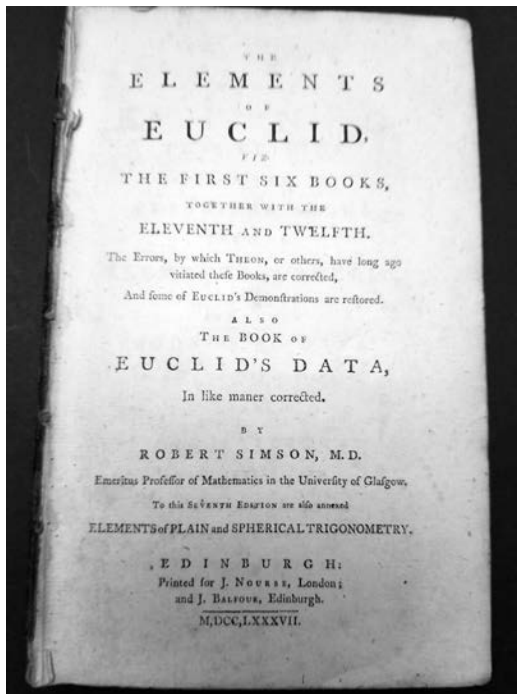 THE
ELEMENTS
OF
EUCLID,
VIZ.
THE FIRST SIX BOOKS,
TOGETHER WITH THE
ELEVENTH AND TWELFTH.
The Errors, by which THEON, or others, have long ago
vitiated theſe Books, are corrected,
And ſome of EUCLID'S Demonſtrations are reſtored.
ALSO
THE BOOK OF
EUCLID'S DATA,
In like maner corrected.
BY
ROBERT SIMSON, M.D.
Emeritus Profeſſor of Mathematics in the Univerſity of Glaſgow.
To this SEVENTH EDITION are alſo annexed
ELEMENTS of PLAIN and SPHERICAL TRIGONOMETRY.
EDINBURGH:
Printed for J. NOURSE, London;
and J. BALFOUR, Edinburgh.
M,DCC,LXXXVII.